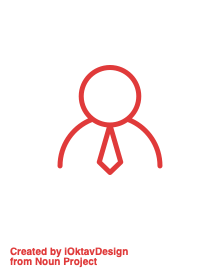 Created by iOktavDesign
from Noun Project